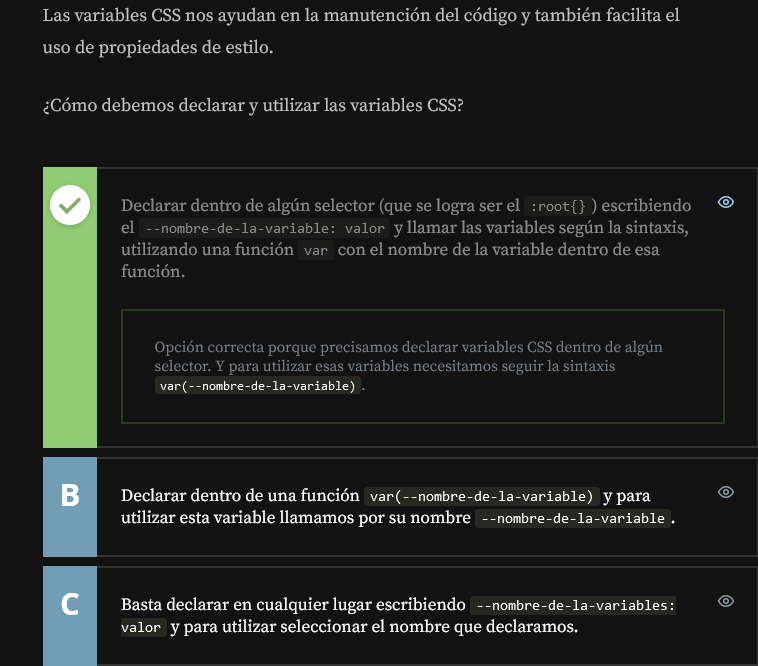 Las variables CSS nos ayudan en la manutención del código y también facilita el
uso de propiedades de estilo.
¿Cómo debemos declarar y utilizar las variables CSS?
Declarar dentro de algún selector (que se logra ser el :root{} ) escribiendo
el --nombre-de-la-variable: valor y llamar las variables según la sintaxis,
utilizando una función var con el nombre de la variable dentro de esa
función.
Opción correcta porque precisamos declarar variables CSS dentro de algún
selector. Y para utilizar esas variables necesitamos seguir la sintaxis
var(--nombre-de-la-variable) .
B
Declarar dentro de una función var(--nombre-de-la-variable) y para
utilizar esta variable llamamos por su nombre --nombre-de-la-variable .
C
Basta declarar en cualquier lugar escribiendo --nombre-de-la-variables:
valor y para utilizar seleccionar el nombre que declaramos.